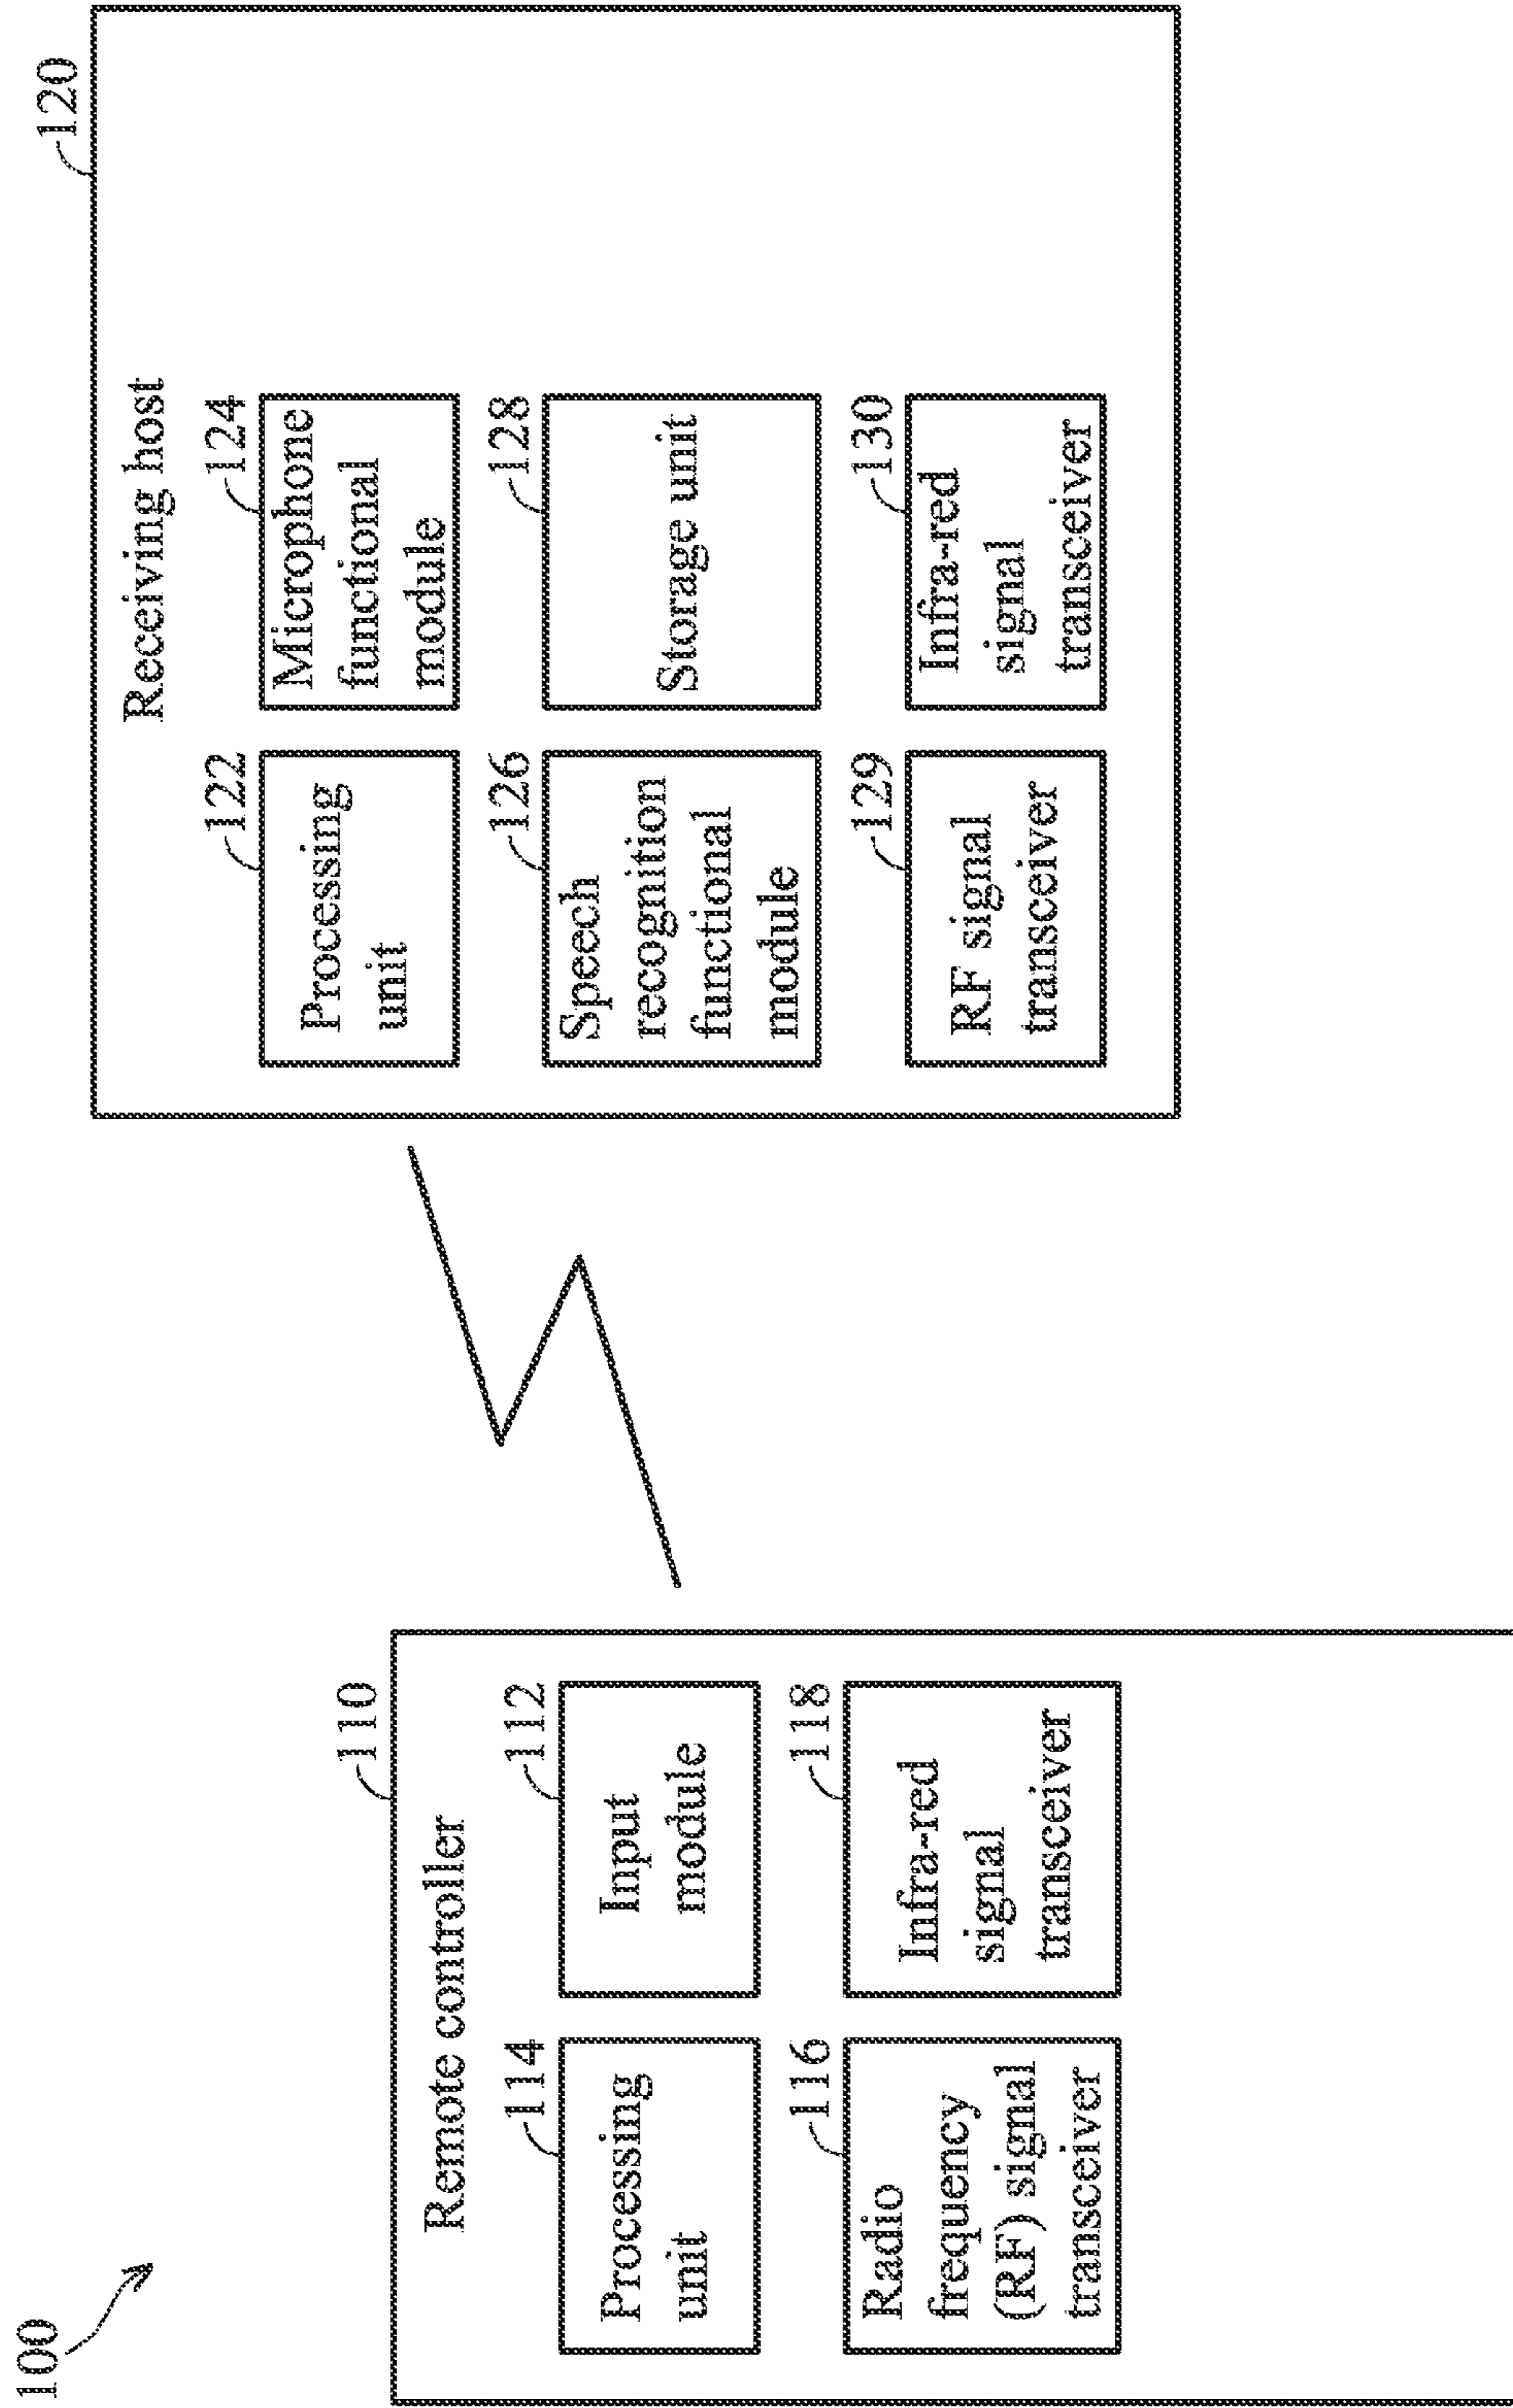 100
110
Remote controller
114
Processing
unit
112
Input
module
116
Radio
frequency
(RF) signal
transceiver
118
Infra-red
signal
transceiver
120
Receiving host
122
Processing
unit
124
Microphone
functional
module
126
Speech
recognition
functional
module
128
Storage unit
129
RF signal
transceiver
130
Infra-red
signal
transceiver